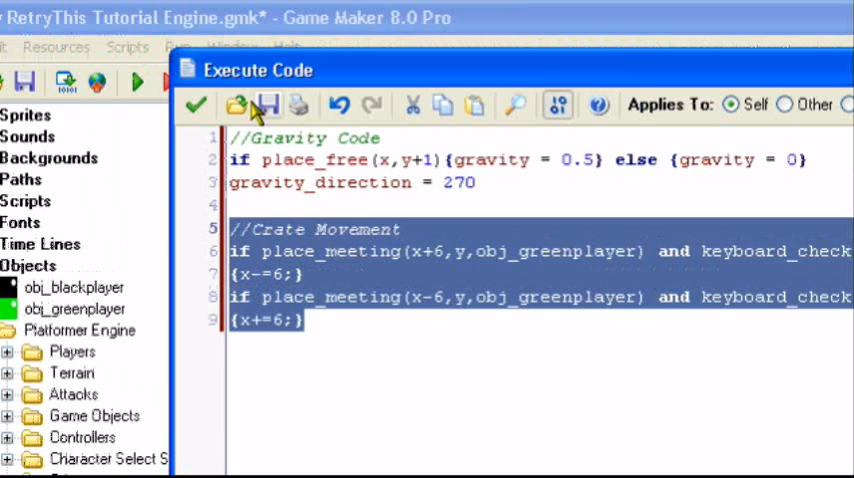 RetryThis Tutorial Engine.gmk* - Game Maker 8.0 Pro
Resources Scripts Run Window Help
Execute Code
Applies To: Self Other
Sprites
Sounds
Backgrounds
Paths
Scripts
Fonts
Time Lines
Objects
obj_blackplayer
obj_greenplayer
Platformer Engine
Players
Terrain
Attacks
Game Objects
Controllers
Character Select S
1 //Gravity Code
2 if place_free(x,y+1){gravity = 0.5} else {gravity = 0}
3 gravity_direction = 270
4
5 //Crate Movement
6 if place_meeting(x+6,y,obj_greenplayer) and keyboard_check
7 {x-=6;}
8 if place_meeting(x-6,y,obj_greenplayer) and keyboard_check
9 {x+=6;}